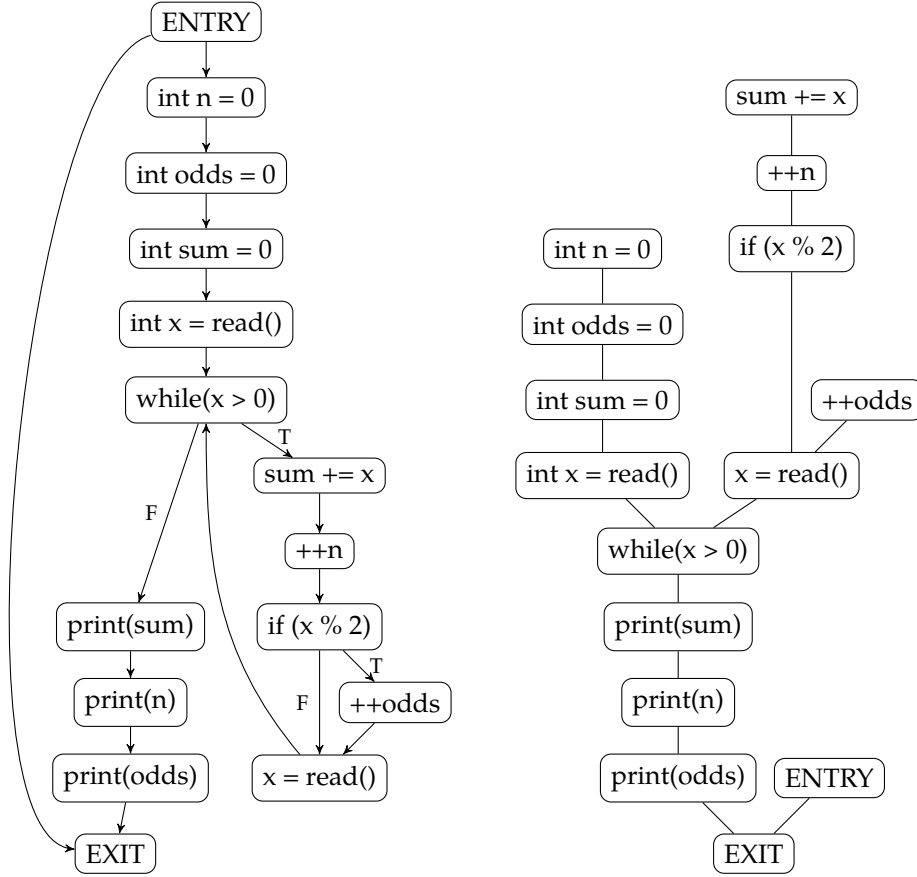 ENTRY
int n = 0
int odds = 0
int sum = 0
int x = read()
while(x > 0)
T
sum += x
F
++n
print(sum)
if (x % 2)
T
print(n)
F
++odds
print(odds)
x = read()
EXIT
sum += x
++n
int n = 0
if (x % 2)
int odds = 0
int sum = 0
++odds
int x = read()
x = read()
while(x > 0)
print(sum)
print(n)
print(odds)
ENTRY
EXIT